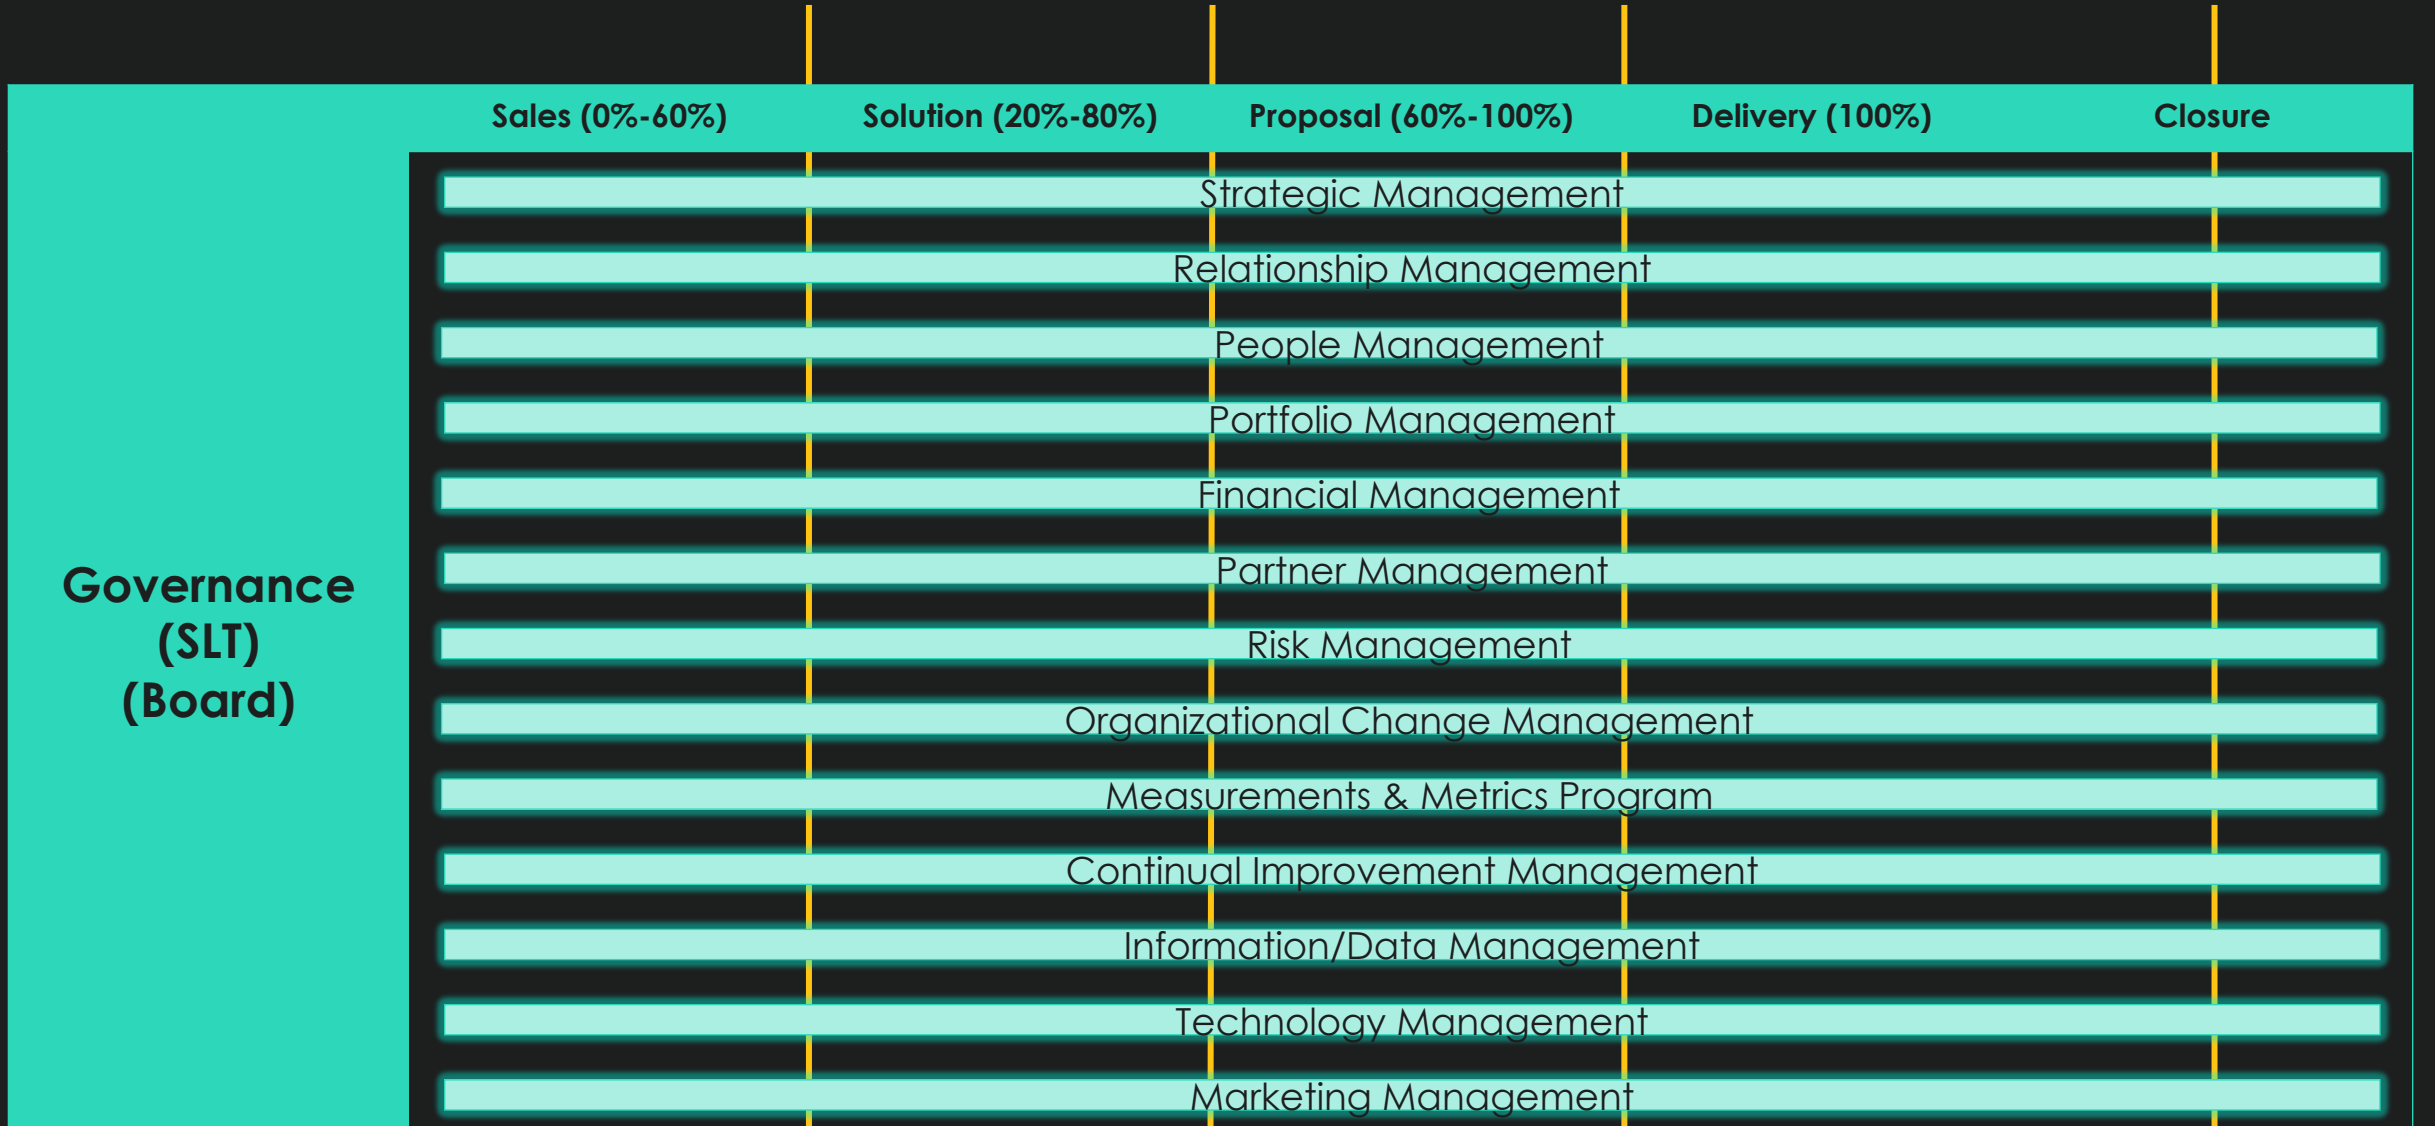 Sales (0%-60%)
Solution (20%-80%)
Proposal (60%-100%)
Delivery (100%)
Closure
Governance
(SLT)
(Board)
Strategic Management
Relationship Management
People Management
Portfolio Management
Financial Management
Partner Management
Risk Management
Organizational Change Management
Measurements & Metrics Program
Continual Improvement Management
Information/Data Management
Technology Management
Marketing Management